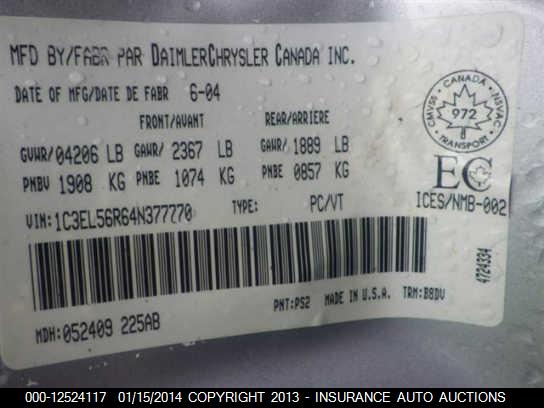 MFD BY/FABR PAR DAIMLERCHRYSLER CANADA INC.
DATE OF MFG/DATE DE FABR 6-04
FRONT/AVANT REAR/ARRIERE
GVWR/04206 LB GAWR/ 2367 LB GAWR/ 1889 LB
PNBV 1908 KG PNBE 1074 KG PNBE 0857 KG
VIN: 1C3EL56R64N377770 TYPE: PC/VT ICES/NMB-002
CANADA
CMVSS NSVAC
972
8
TRANSPORT
EC
4724334
PNT: PS2 MADE IN U.S.A. TRM: B8DV
MDH: 052409 225AB
000-12524117 01/15/2014 COPYRIGHT 2013 - INSURANCE AUTO AUCTIONS